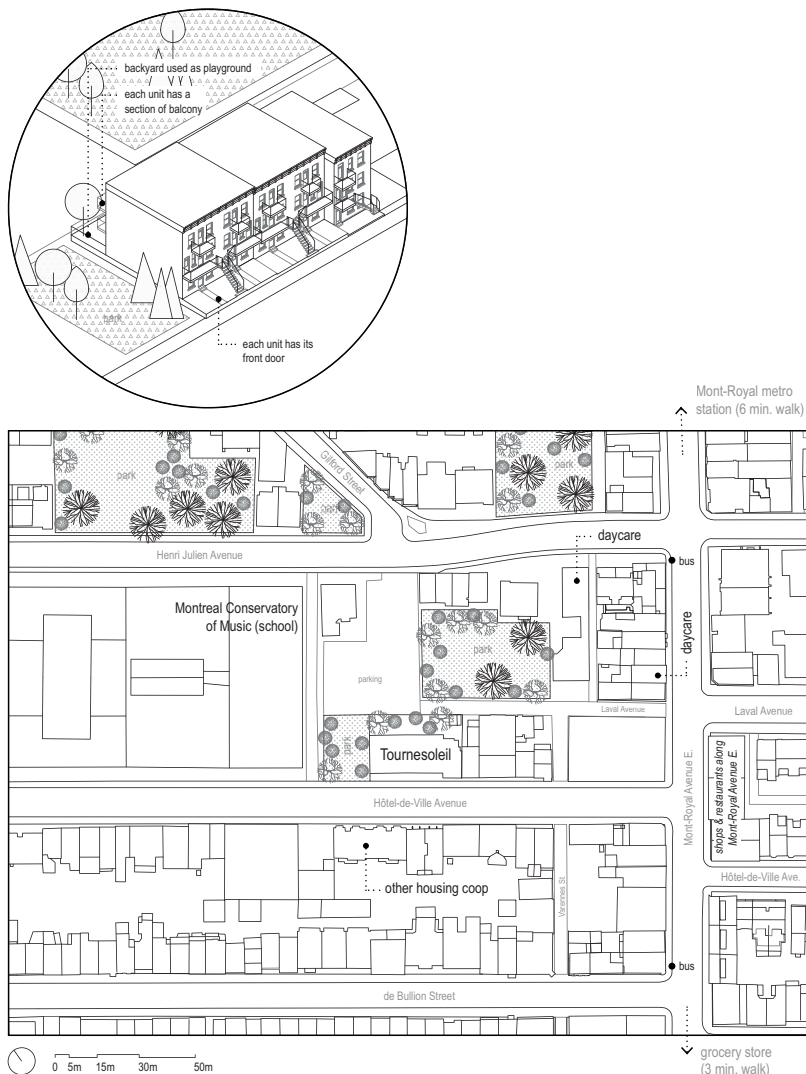 backyard used as playground
each unit has a
section of balcony
park
each unit has its
front door
Mont-Royal metro
station (6 min. walk)
park
Gilford Street
park
park
daycare
Henri Julien Avenue
bus
Montreal Conservatory
of Music (school)
daycare
park
parking
Laval Avenue
Laval Avenue
park
Tournesoleil
Mont-Royal Avenue E.
shops & restaurants along
Mont-Royal Avenue E.
Hôtel-de-Ville Avenue
Hôtel-de-Ville Ave.
other housing coop
Varennes St.
bus
de Bullion Street
0 5m 15m 30m 50m
grocery store
(3 min. walk)